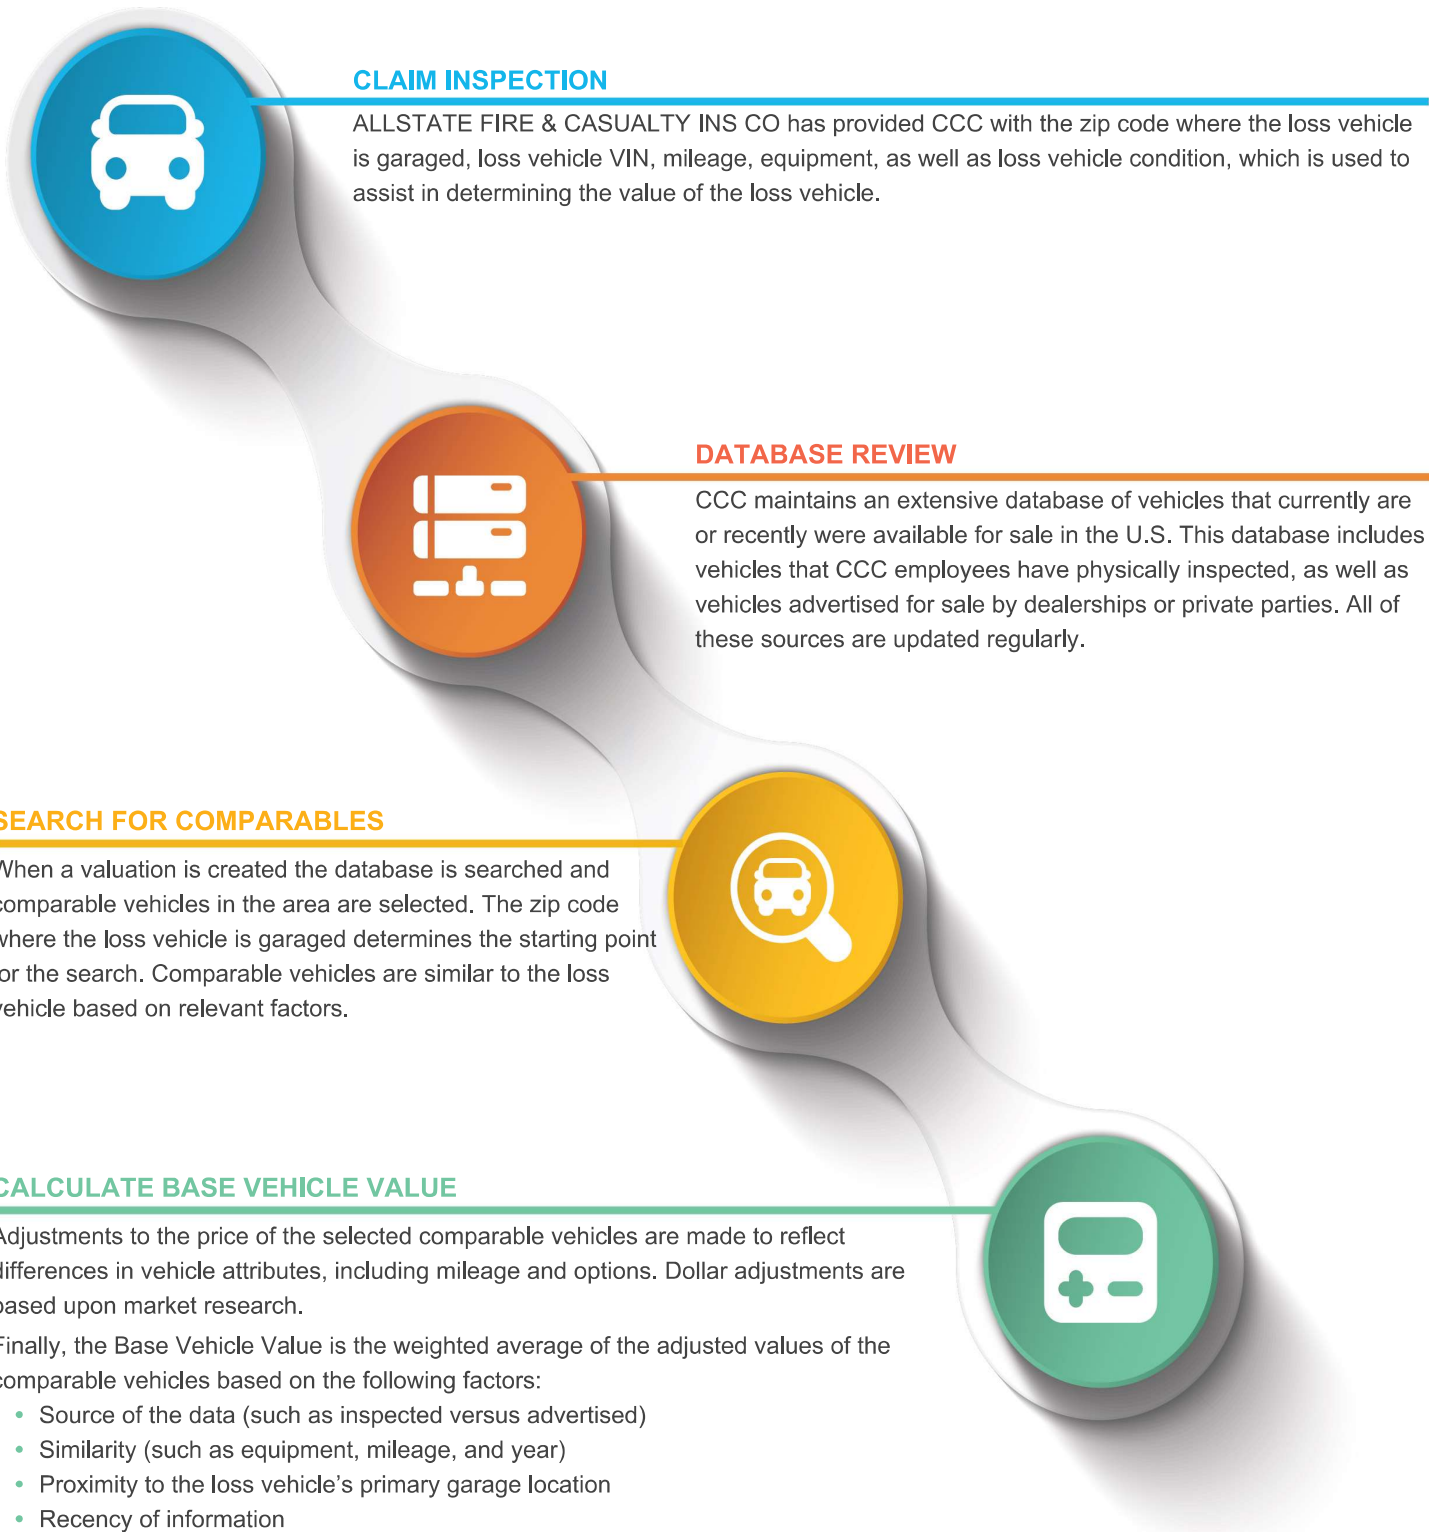 CLAIM INSPECTION
ALLSTATE FIRE & CASUALTY INS CO has provided CCC with the zip code where the loss vehicle
is garaged, loss vehicle VIN, mileage, equipment, as well as loss vehicle condition, which is used to
assist in determining the value of the loss vehicle.
DATABASE REVIEW
CCC maintains an extensive database of vehicles that currently are
or recently were available for sale in the U.S. This database includes
vehicles that CCC employees have physically inspected, as well as
vehicles advertised for sale by dealerships or private parties. All of
these sources are updated regularly.
SEARCH FOR COMPARABLES
When a valuation is created the database is searched and
comparable vehicles in the area are selected. The zip code
where the loss vehicle is garaged determines the starting point
for the search. Comparable vehicles are similar to the loss
vehicle based on relevant factors.
CALCULATE BASE VEHICLE VALUE
Adjustments to the price of the selected comparable vehicles are made to reflect
differences in vehicle attributes, including mileage and options. Dollar adjustments are
based upon market research.
Finally, the Base Vehicle Value is the weighted average of the adjusted values of the
comparable vehicles based on the following factors:
• Source of the data (such as inspected versus advertised)
• Similarity (such as equipment, mileage, and year)
• Proximity to the loss vehicle's primary garage location
• Recency of information